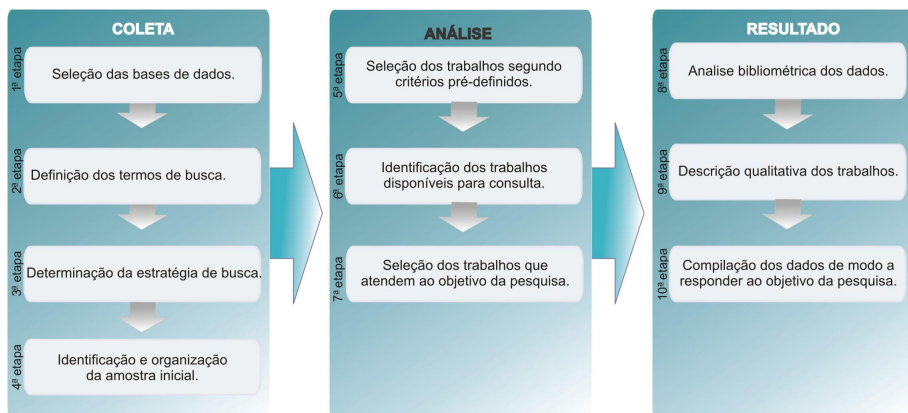 COLETA
1ª etapa
Seleção das bases de dados.
2ª etapa
Definição dos termos de busca.
3ª etapa
Determinação da estratégia de busca.
4ª etapa
Identificação e organização
da amostra inicial.
ANÁLISE
5ª etapa
Seleção dos trabalhos segundo
critérios pré-definidos.
6ª etapa
Identificação dos trabalhos
disponíveis para consulta.
7ª etapa
Seleção dos trabalhos que
atendem ao objetivo da pesquisa.
RESULTADO
8ª etapa
Analise bibliométrica dos dados.
9ª etapa
Descrição qualitativa dos trabalhos.
10ª etapa
Compilação dos dados de modo a
responder ao objetivo da pesquisa.